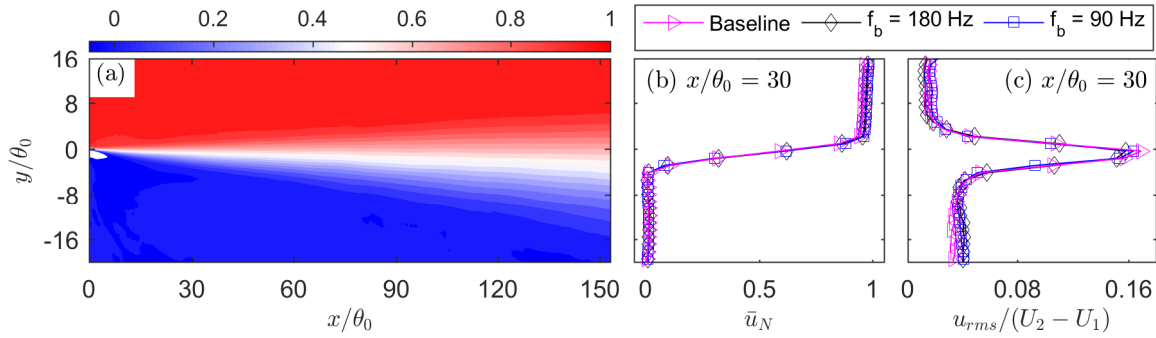 0 0.2 0.4 0.6 0.8 1
Baseline f_b = 180 Hz f_b = 90 Hz
16
8
0
-8
-16
y/θ_0
(a)
0 30 60 90 120 150
x/θ_0
(b) x/θ_0 = 30
0 0.5 1
ū_N
(c) x/θ_0 = 30
0 0.08 0.16
u_{rms}/(U_2 − U_1)